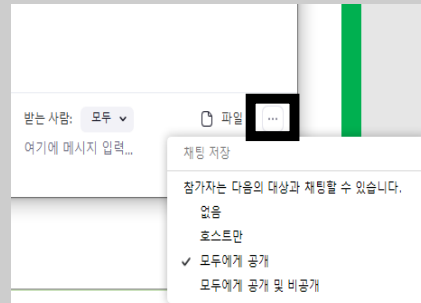 받는 사람: 모두
파일 ...
여기에 메시지 입력...
채팅 저장
참가자는 다음의 대상과 채팅할 수 있습니다.
없음
호스트만
✓ 모두에게 공개
모두에게 공개 및 비공개